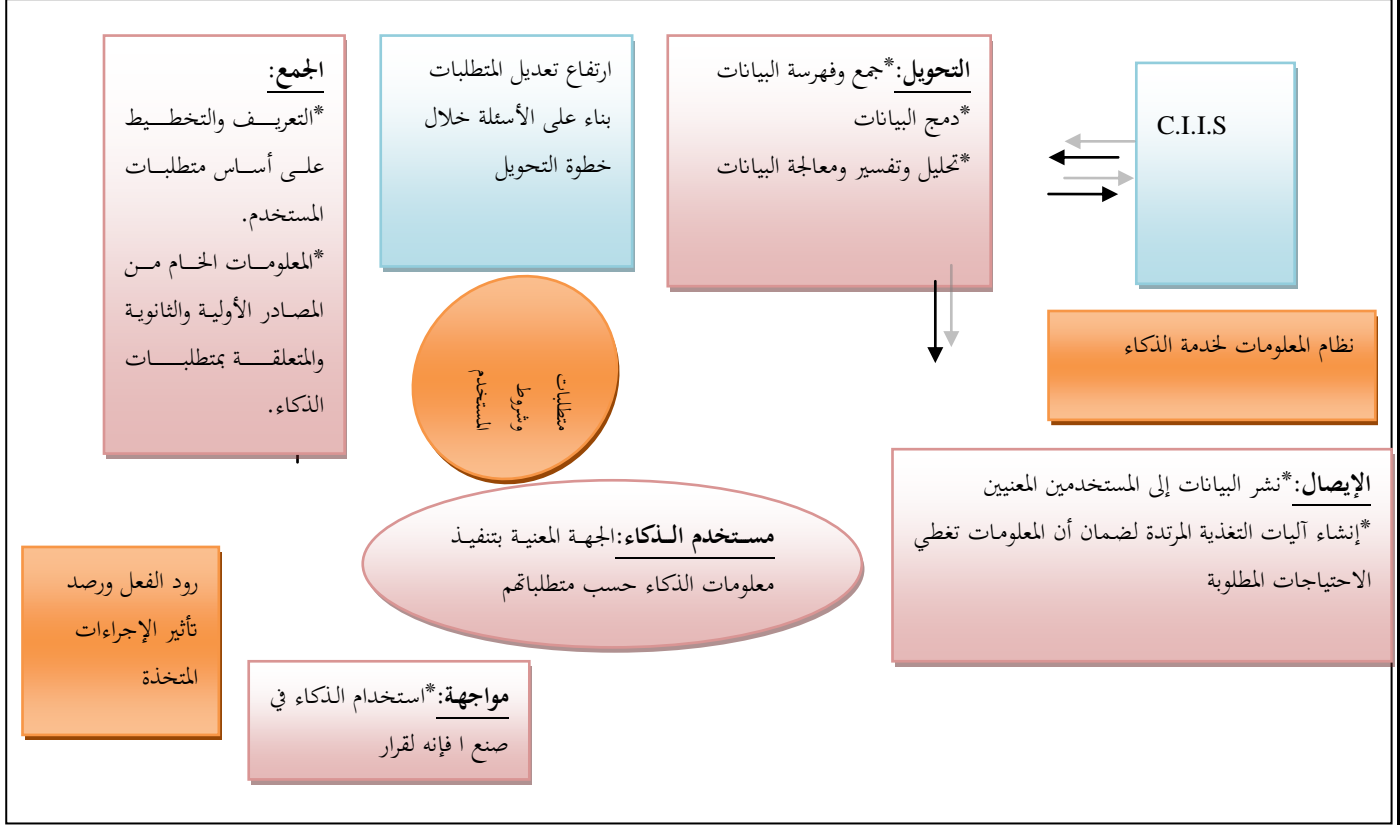 الجمع:
*التعريف والتخطيط
على أساس متطلبات
المستخدم.
*المعلومات الخام من
المصادر الأولية والثانوية
والمتعلقة بمتطلبات
الذكاء.
ارتفاع تعديل المتطلبات
بناء على الأسئلة خلال
خطوة التحويل
التحويل:*جمع وفهرسة البيانات
*دمج البيانات
*تحليل وتفسير ومعالجة البيانات
C.I.I.S
نظام المعلومات لخدمة الذكاء
متطلبات
وشروط
المستخدم
الإيصال:*نشر البيانات إلى المستخدمين المعنيين
*إنشاء آليات التغذية المرتدة لضمان أن المعلومات تغطي
الاحتياجات المطلوبة
مستخدم الذكاء:الجهة المعنية بتنفيذ
معلومات الذكاء حسب متطلباتهم
رود الفعل ورصد
تأثير الإجراءات
المتخذة
مواجهة:*استخدام الذكاء في
صنع ا فإنه لقرار